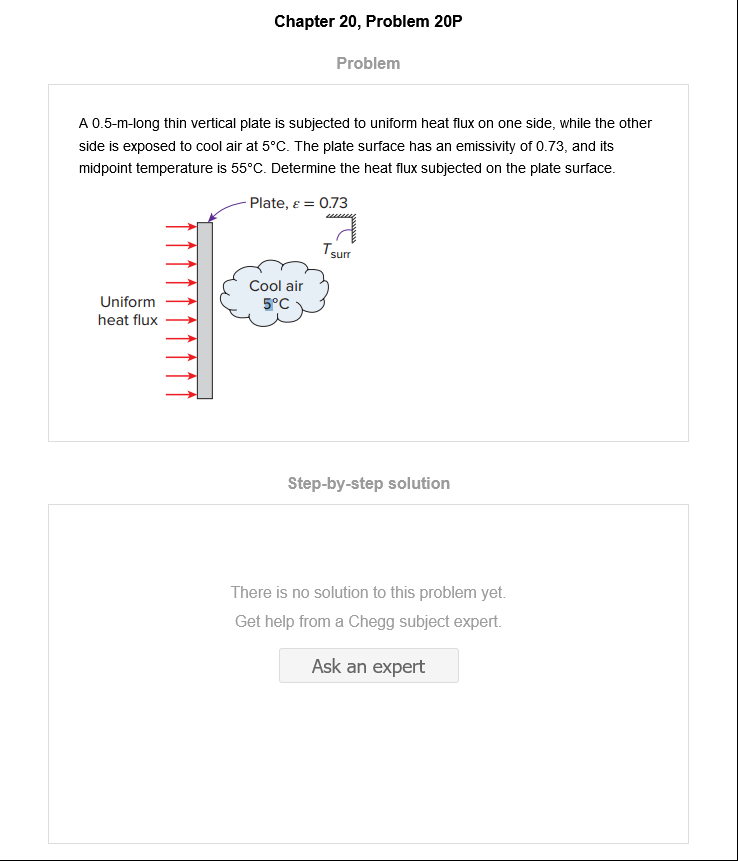 Chapter 20, Problem 20P
Problem
A 0.5-m-long thin vertical plate is subjected to uniform heat flux on one side, while the other
side is exposed to cool air at 5°C. The plate surface has an emissivity of 0.73, and its
midpoint temperature is 55°C. Determine the heat flux subjected on the plate surface.
Plate, ε = 0.73
Tsurr
Cool air
5°C
Uniform
heat flux
Step-by-step solution
There is no solution to this problem yet.
Get help from a Chegg subject expert.
Ask an expert